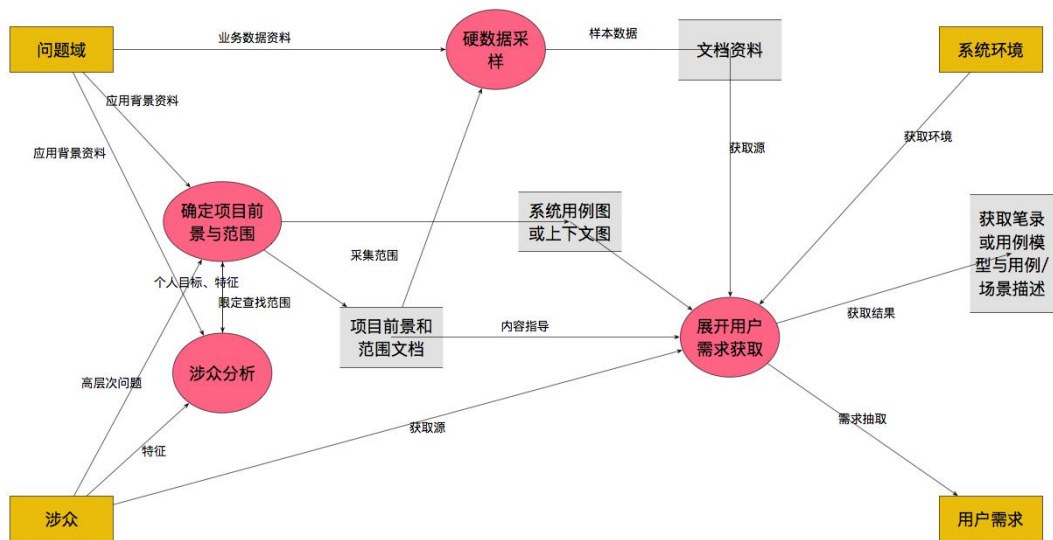 问题域
业务数据资料
硬数据采
样
样本数据
文档资料
系统环境
应用背景资料
应用背景资料
获取源
获取环境
确定项目前
景与范围
系统用例图
或上下文图
获取笔录
或用例模
型与用例/
场景描述
采集范围
个人目标、特征
限定查找范围
项目前景和
范围文档
内容指导
展开用户
需求获取
获取结果
涉众分析
高层次问题
获取源
需求抽取
特征
涉众
用户需求